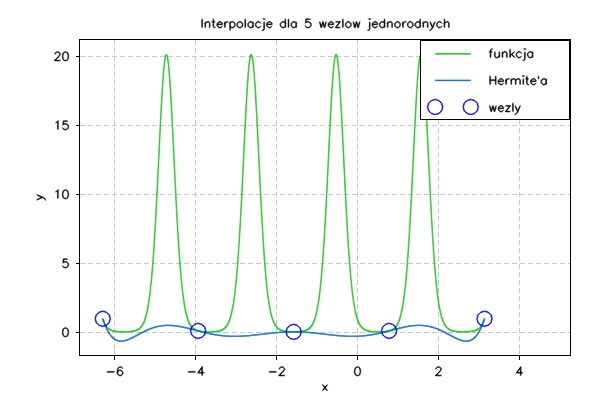 Interpolacje dla 5 wezlow jednorodnych
funkcja
Hermite'a
wezly
20
15
10
5
0
y
-6 -4 -2 0 2 4
x